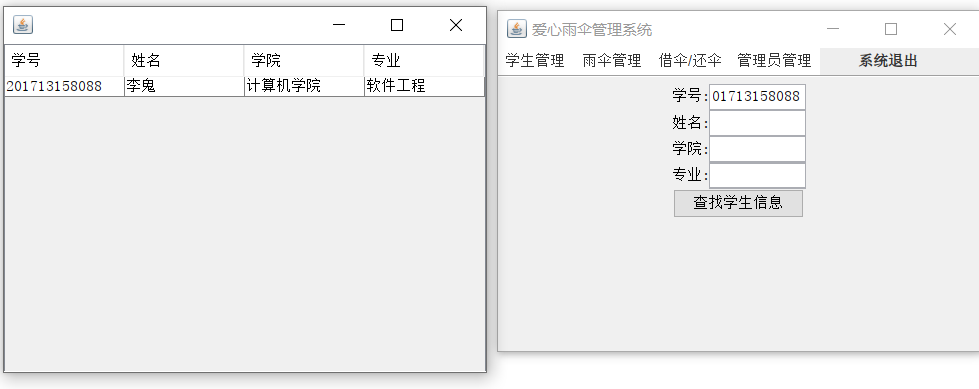 学号 姓名 学院 专业
201713158088 李鬼 计算机学院 软件工程
爱心雨伞管理系统
学生管理 雨伞管理 借伞/还伞 管理员管理 系统退出
学号:01713158088
姓名:
学院:
专业:
查找学生信息